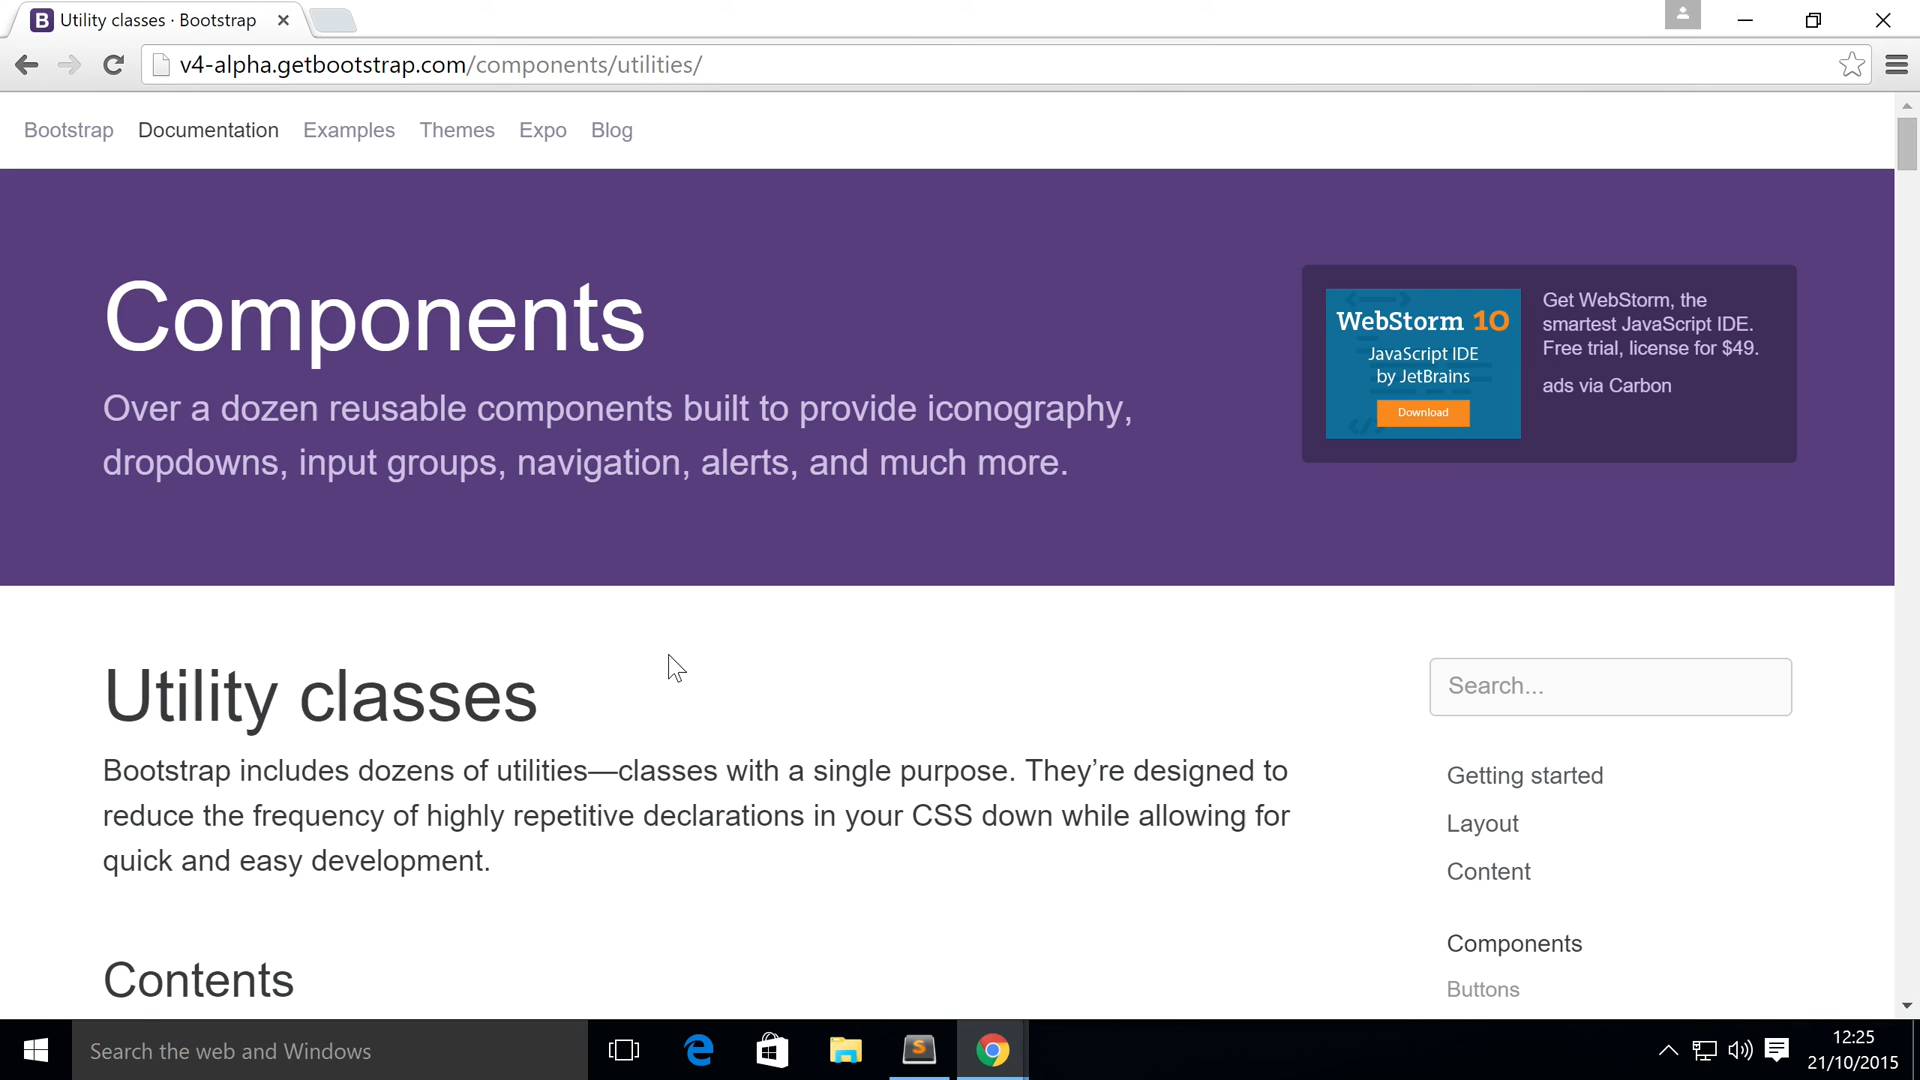 Utility classes · Bootstrap
v4-alpha.getbootstrap.com/components/utilities/
Bootstrap Documentation Examples Themes Expo Blog
Components
Over a dozen reusable components built to provide iconography,
dropdowns, input groups, navigation, alerts, and much more.
WebStorm 10
JavaScript IDE
by JetBrains
Download
Get WebStorm, the
smartest JavaScript IDE.
Free trial, license for $49.
ads via Carbon
Utility classes
Bootstrap includes dozens of utilities—classes with a single purpose. They’re designed to
reduce the frequency of highly repetitive declarations in your CSS down while allowing for
quick and easy development.
Contents
Search...
Getting started
Layout
Content
Components
Buttons
Search the web and Windows
12:25
21/10/2015